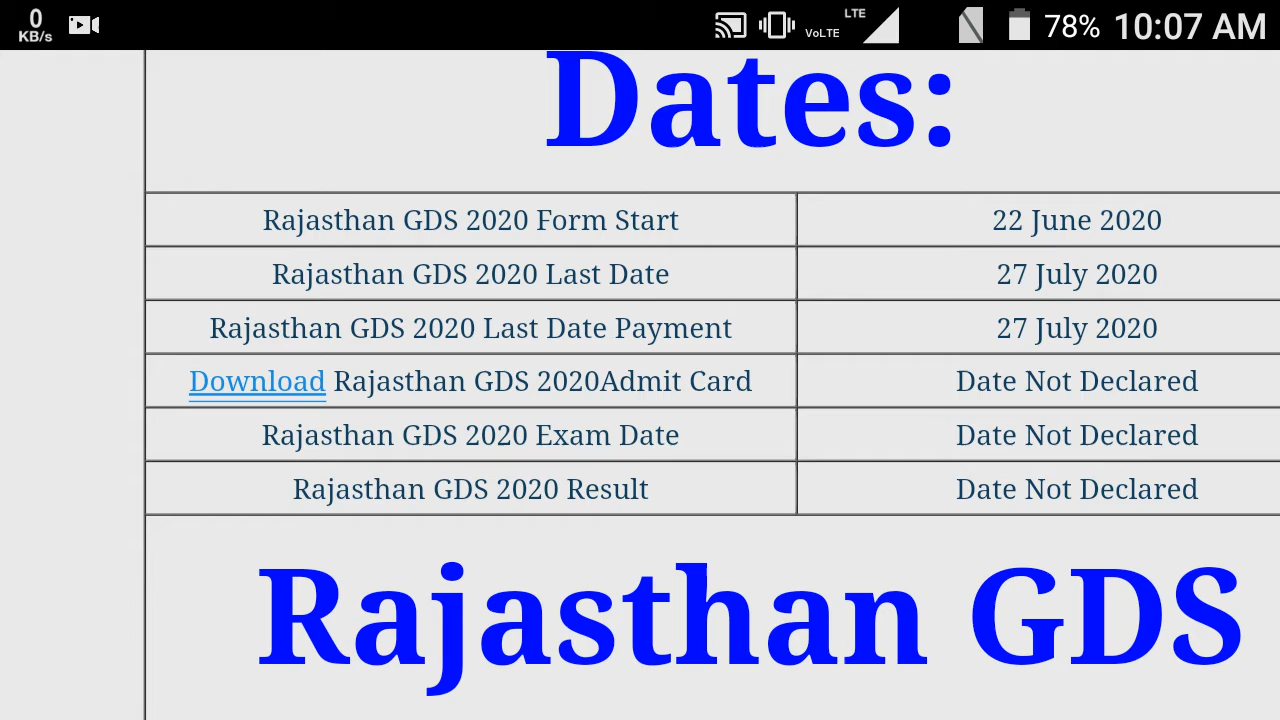 0
KB/s
VoLTE
LTE
78%
10:07 AM
Dates:
Rajasthan GDS 2020 Form Start
22 June 2020
Rajasthan GDS 2020 Last Date
27 July 2020
Rajasthan GDS 2020 Last Date Payment
27 July 2020
Download Rajasthan GDS 2020Admit Card
Date Not Declared
Rajasthan GDS 2020 Exam Date
Date Not Declared
Rajasthan GDS 2020 Result
Date Not Declared
Rajasthan GDS